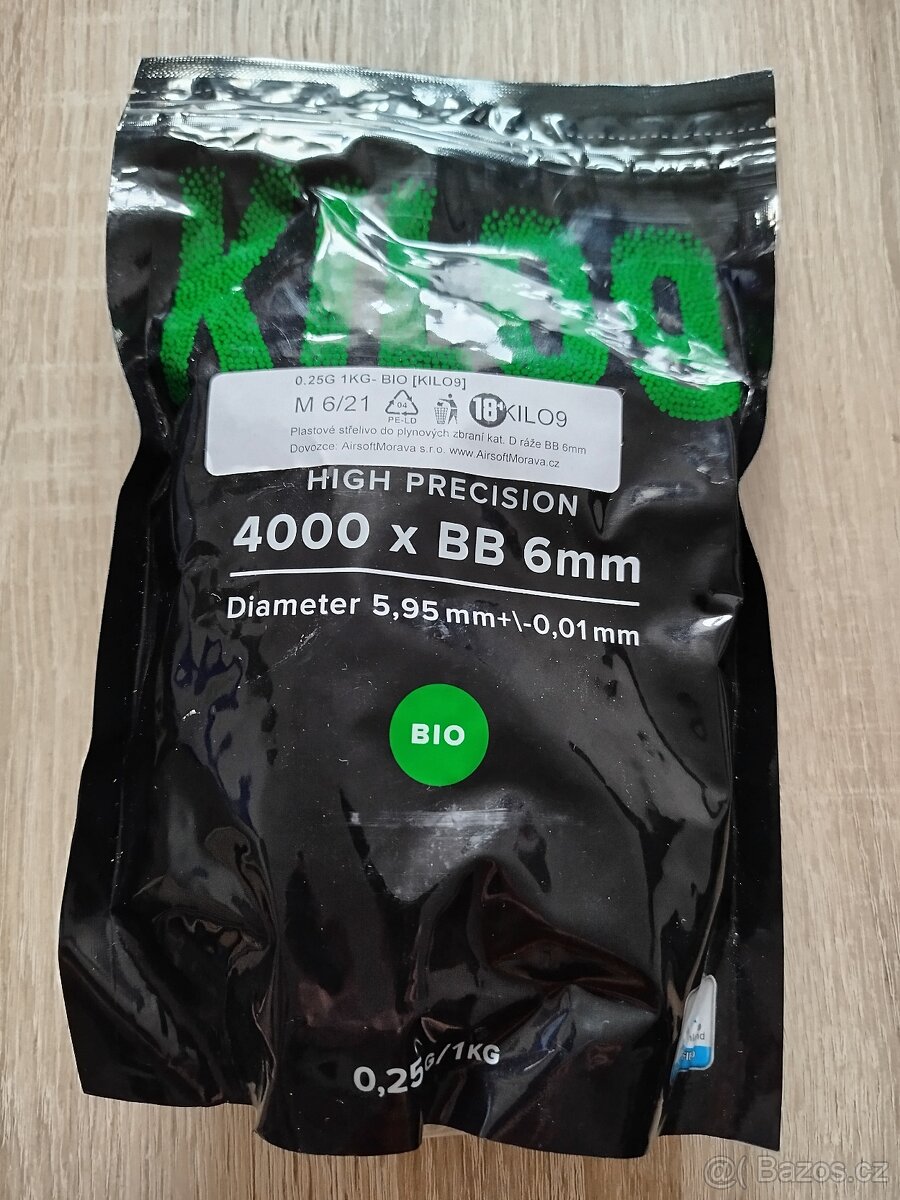 KILO9
0.25G 1KG- BIO [KILO9]
M 6/21
04
PE-LD
18+
KILO9
Plastové střelivo do plynových zbraní kat. D ráže BB 6mm
Dovozce: AirsoftMorava s.r.o. www.AirsoftMorava.cz
HIGH PRECISION
4000 x BB 6mm
Diameter 5,95 mm+\-0,01 mm
BIO
0,25G/1KG
@( Bazos.cz